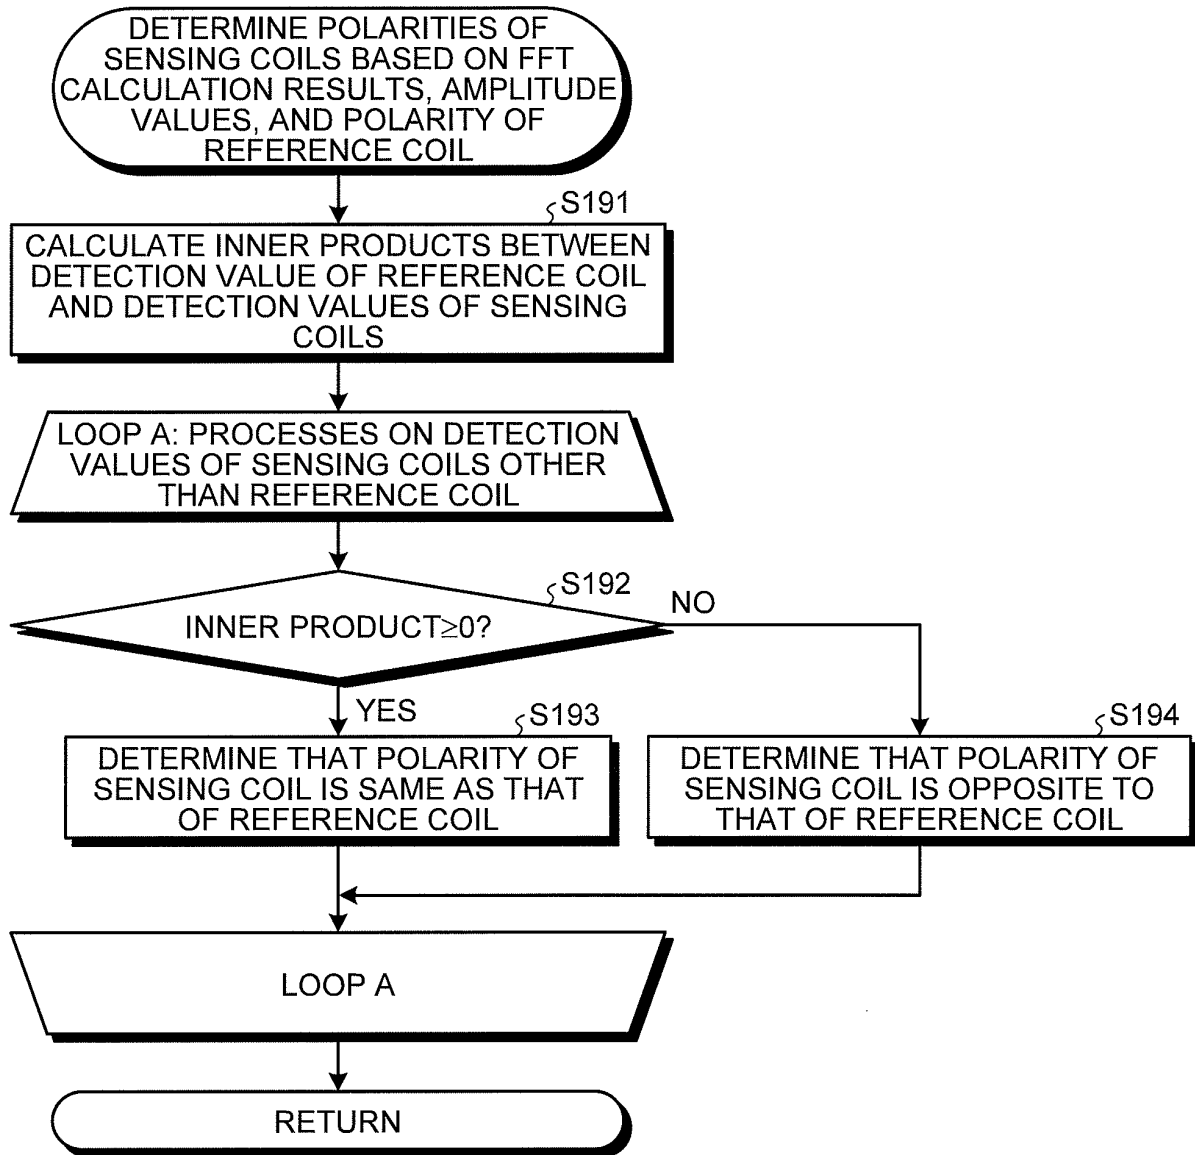 DETERMINE POLARITIES OF
SENSING COILS BASED ON FFT
CALCULATION RESULTS, AMPLITUDE
VALUES, AND POLARITY OF
REFERENCE COIL
S191
CALCULATE INNER PRODUCTS BETWEEN
DETECTION VALUE OF REFERENCE COIL
AND DETECTION VALUES OF SENSING
COILS
LOOP A: PROCESSES ON DETECTION
VALUES OF SENSING COILS OTHER
THAN REFERENCE COIL
S192
INNER PRODUCT≥0?
NO
YES
S193
DETERMINE THAT POLARITY OF
SENSING COIL IS SAME AS THAT
OF REFERENCE COIL
S194
DETERMINE THAT POLARITY OF
SENSING COIL IS OPPOSITE TO
THAT OF REFERENCE COIL
LOOP A
RETURN